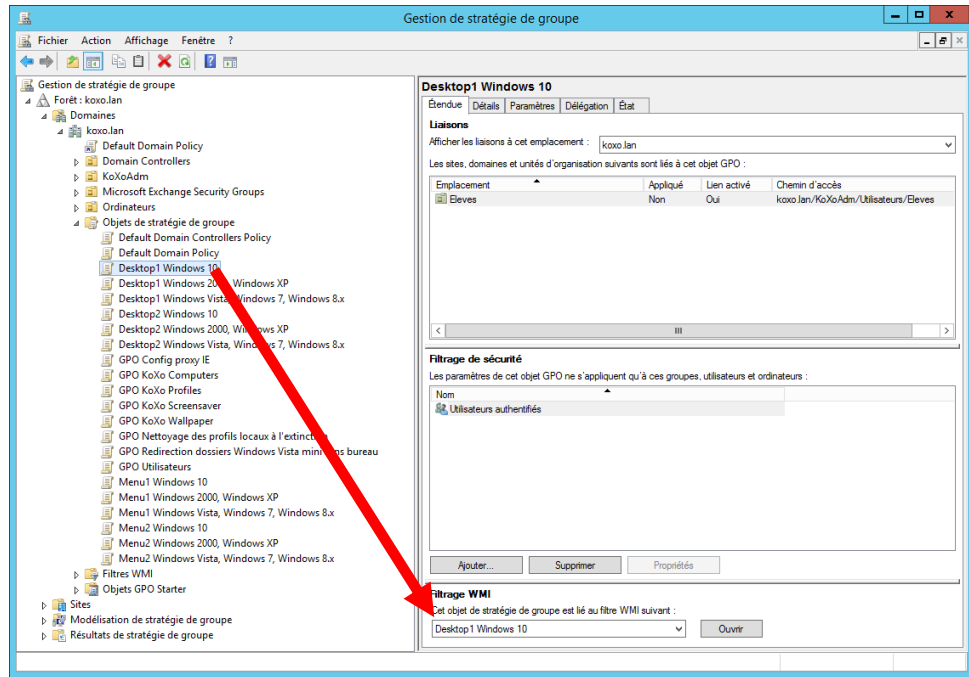 Gestion de stratégie de groupe
Fichier Action Affichage Fenêtre ?
Gestion de stratégie de groupe
Forêt : koxo.lan
Domaines
koxo.lan
Default Domain Policy
Domain Controllers
KoXoAdm
Microsoft Exchange Security Groups
Ordinateurs
Objets de stratégie de groupe
Default Domain Controllers Policy
Default Domain Policy
Desktop1 Windows 10
Desktop1 Windows Windows XP
Desktop1 Windows Vista, Windows 7, Windows 8.x
Desktop2 Windows 10
Desktop2 Windows 2000, Windows XP
Desktop2 Windows Vista, Windows 7, Windows 8.x
GPO Config proxy IE
GPO KoXo Computers
GPO KoXo Profiles
GPO KoXo Screensaver
GPO KoXo Wallpaper
GPO Nettoyage des profils locaux à l'extinction
GPO Redirection dossiers Windows Vista bureau
GPO Utilisateurs
Menu1 Windows 10
Menu1 Windows 2000, Windows XP
Menu1 Windows Vista, Windows 7, Windows 8.x
Menu2 Windows 10
Menu2 Windows 2000, Windows XP
Menu2 Windows Vista, Windows 7, Windows 8.x
Filtres WMI
Objets GPO Starter
Sites
Modélisation de stratégie de groupe
Résultats de stratégie de groupe
Desktop1 Windows 10
Étendue Détails Paramètres Délégation État
Liaisons
Afficher les liaisons à cet emplacement : koxo.lan
Les sites, domaines et unités d'organisation suivants sont liés à cet objet GPO :
Emplacement Appliqué Lien activé Chemin d'accès
Eleves Non Oui koxo.lan/KoXoAdm/Utilisateurs/Eleves
Filtrage de sécurité
Les paramètres de cet objet GPO ne s'appliquent qu'à ces groupes, utilisateurs et ordinateurs :
Nom
Utilisateurs authentifiés
Ajouter... Supprimer Propriétés
Filtrage WMI
Cet objet de stratégie de groupe est lié au filtre WMI suivant :
Desktop1 Windows 10 Ouvrir